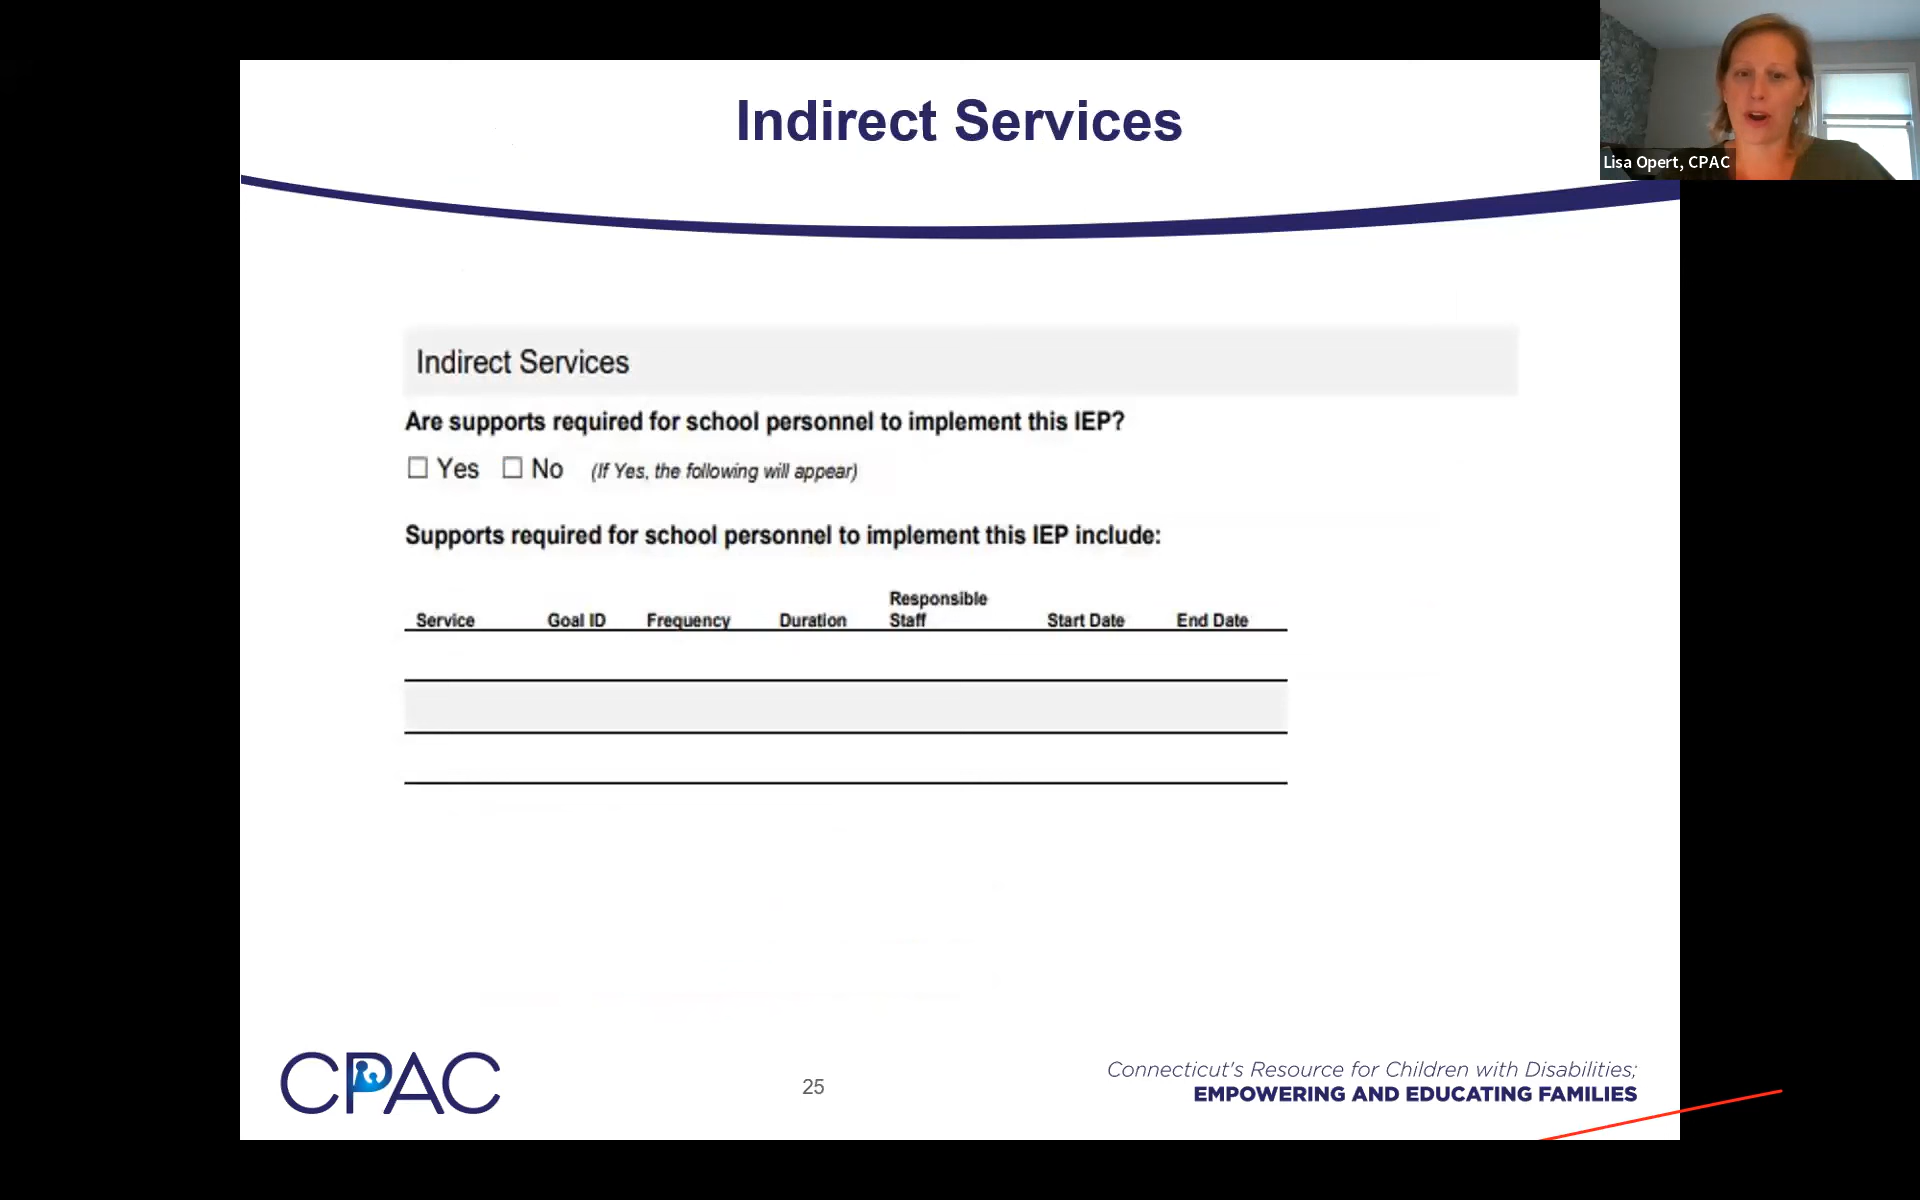 Indirect Services
Lisa Opert, CPAC
Indirect Services
Are supports required for school personnel to implement this IEP?
☐ Yes ☐ No (If Yes, the following will appear)
Supports required for school personnel to implement this IEP include:
Service Goal ID Frequency Duration Responsible Staff Start Date End Date
CPAC
25
Connecticut's Resource for Children with Disabilities;
EMPOWERING AND EDUCATING FAMILIES